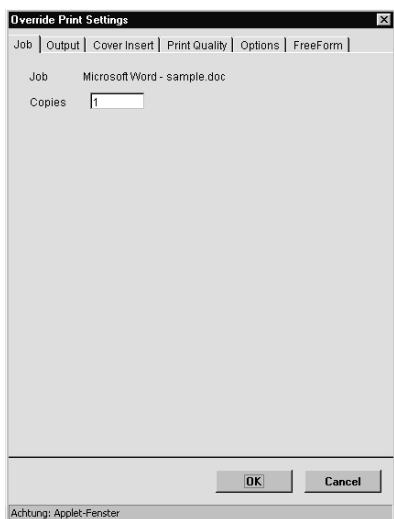 Override Print Settings
Job Output Cover Insert Print Quality Options FreeForm
Job Microsoft Word - sample.doc
Copies 1
OK Cancel
Achtung: Applet-Fenster